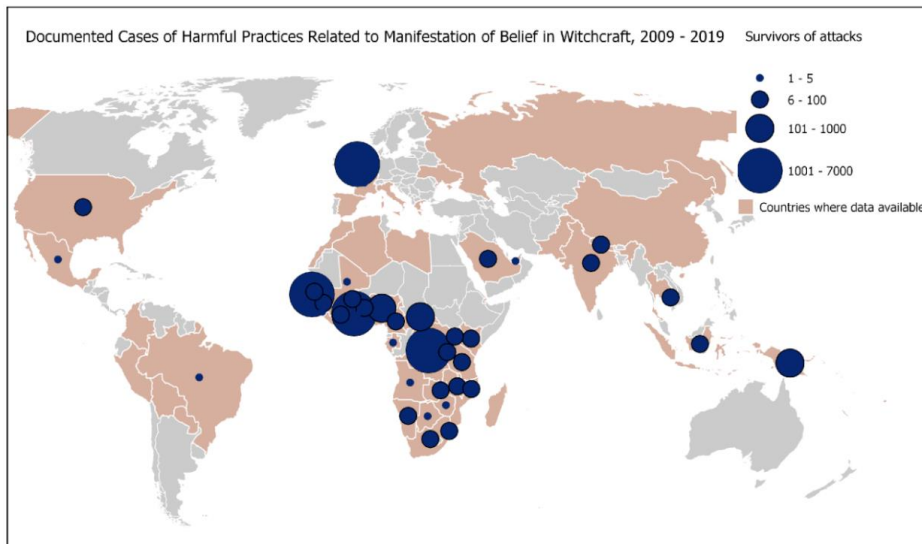 Documented Cases of Harmful Practices Related to Manifestation of Belief in Witchcraft, 2009 - 2019
Survivors of attacks
1 - 5
6 - 100
101 - 1000
1001 - 7000
Countries where data available